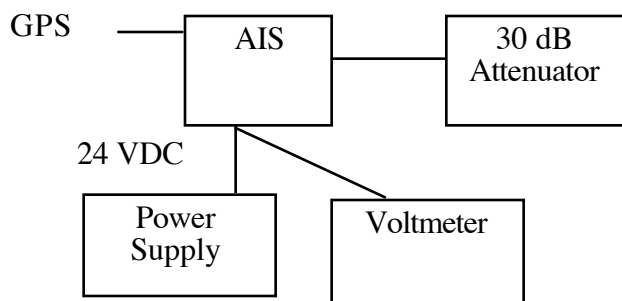 GPS
AIS
30 dB
Attenuator
24 VDC
Power
Supply
Voltmeter